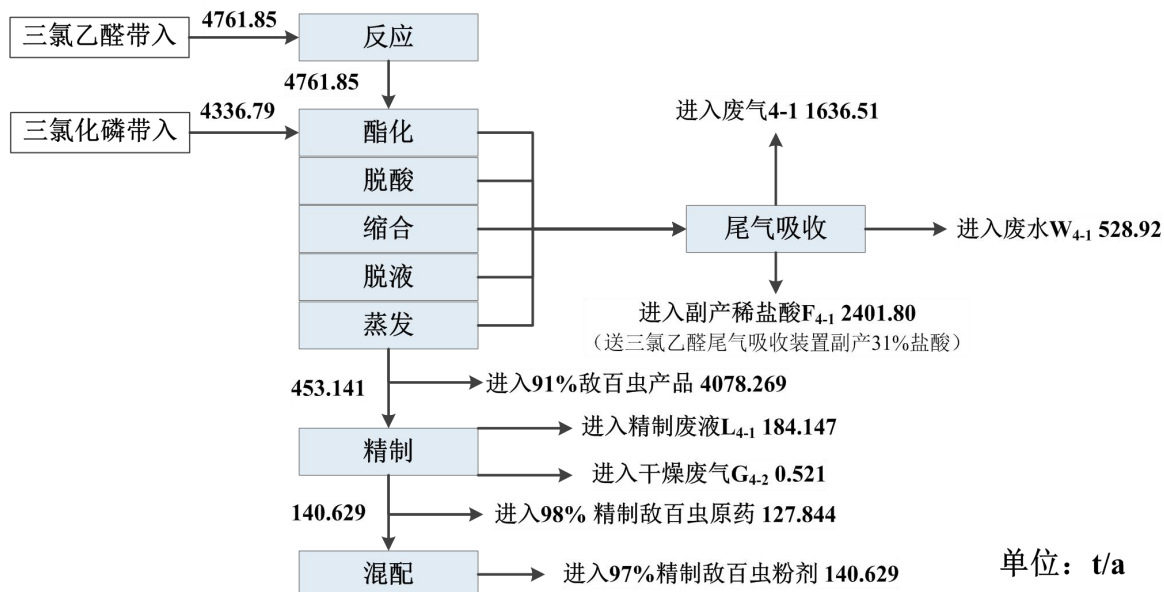 三氯乙醛带入
4761.85
反应
4761.85
三氯化磷带入
4336.79
酯化
脱酸
缩合
脱液
蒸发
进入废气4-1 1636.51
尾气吸收
进入废水W4-1 528.92
进入副产稀盐酸F4-1 2401.80
（送三氯乙醛尾气吸收装置副产31%盐酸）
453.141
进入91%敌百虫产品 4078.269
精制
进入精制废液L4-1 184.147
进入干燥废气G4-2 0.521
140.629
进入98% 精制敌百虫原药 127.844
混配
进入97%精制敌百虫粉剂 140.629
单位：t/a